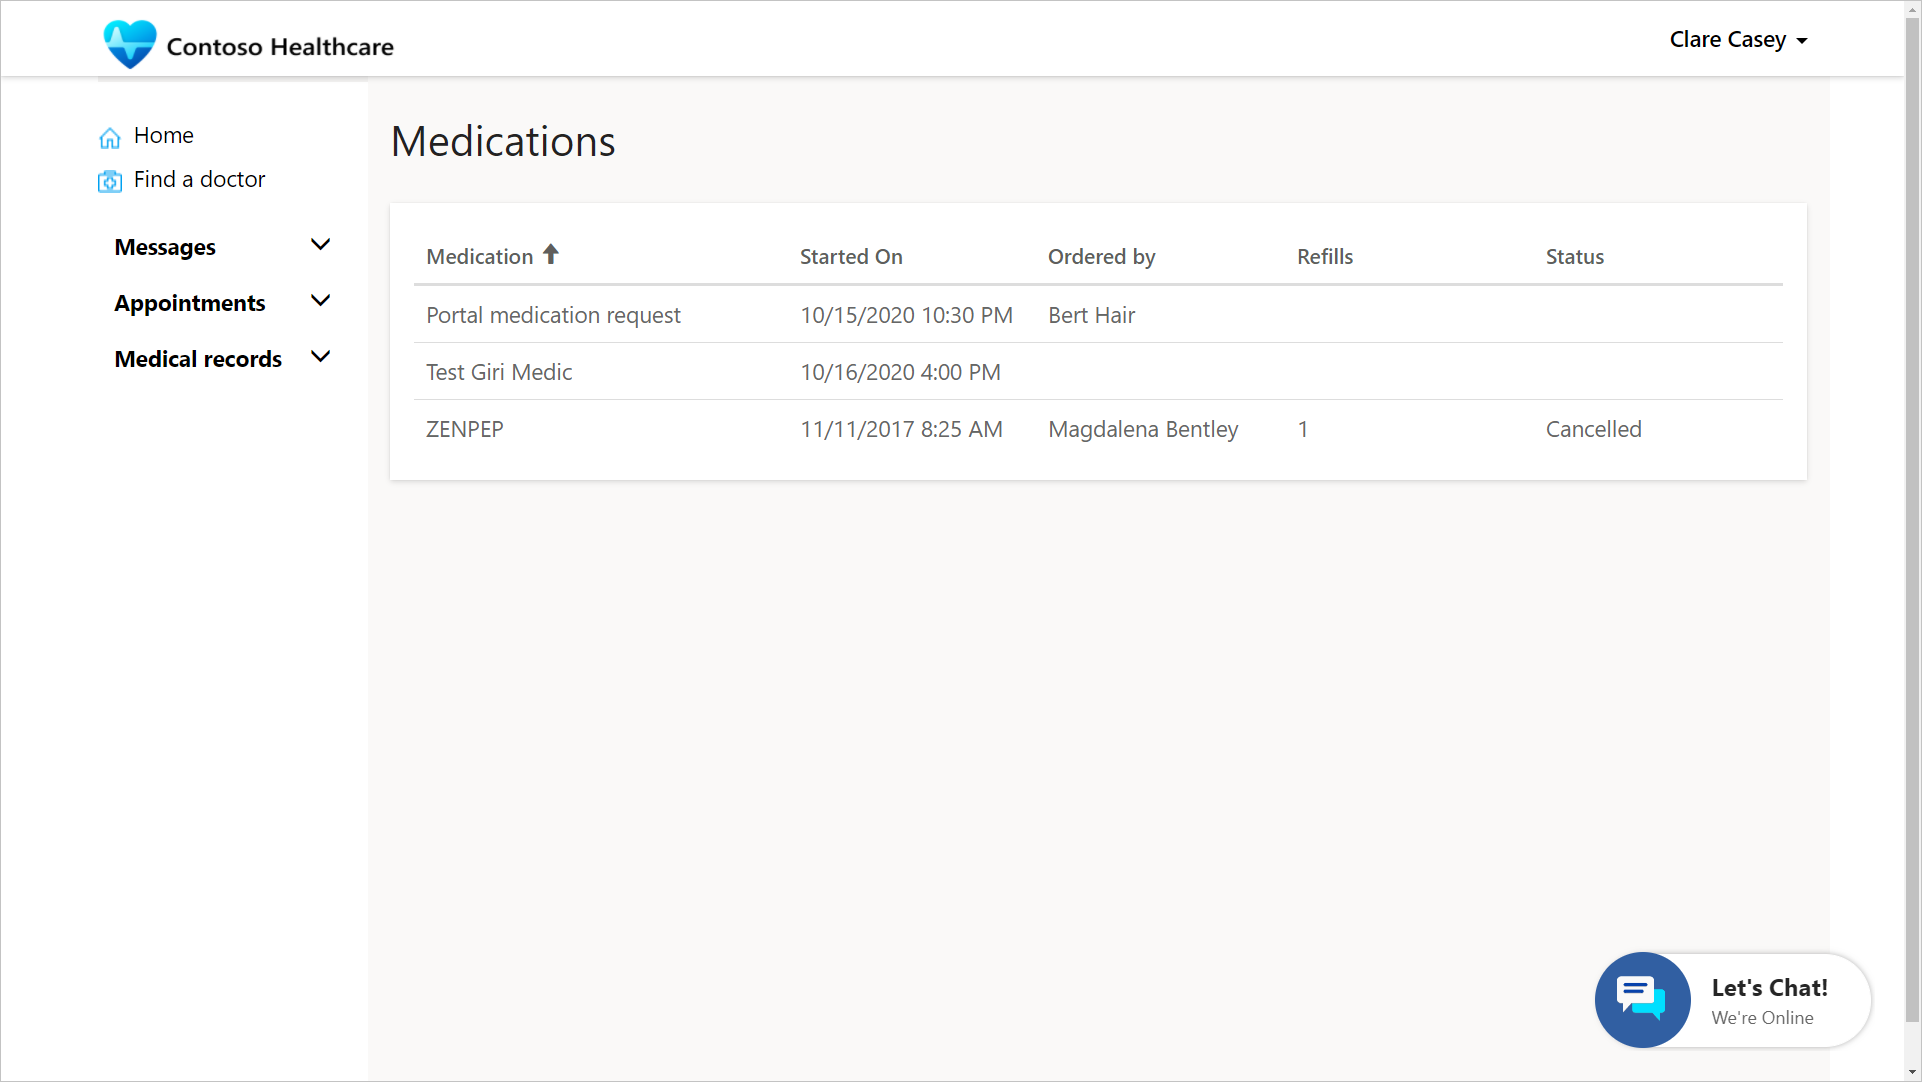 Contoso Healthcare
Clare Casey
Home
Find a doctor
Messages
Appointments
Medical records
Medications
Medication Started On Ordered by Refills Status
Portal medication request 10/15/2020 10:30 PM Bert Hair
Test Giri Medic 10/16/2020 4:00 PM
ZENPEP 11/11/2017 8:25 AM Magdalena Bentley 1 Cancelled
Let's Chat!
We're Online